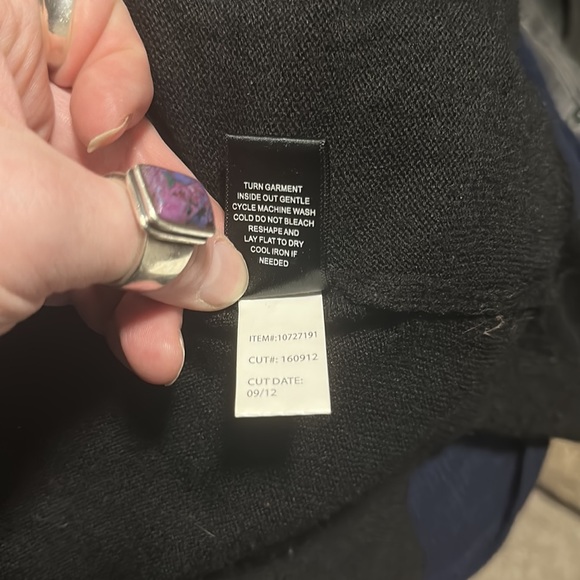 TURN GARMENT
INSIDE OUT GENTLE
CYCLE MACHINE WASH
COLD DO NOT BLEACH
RESHAPE AND
LAY FLAT TO DRY
COOL IRON IF
NEEDED
ITEM#:10727191
CUT#: 160912
CUT DATE:
09/12